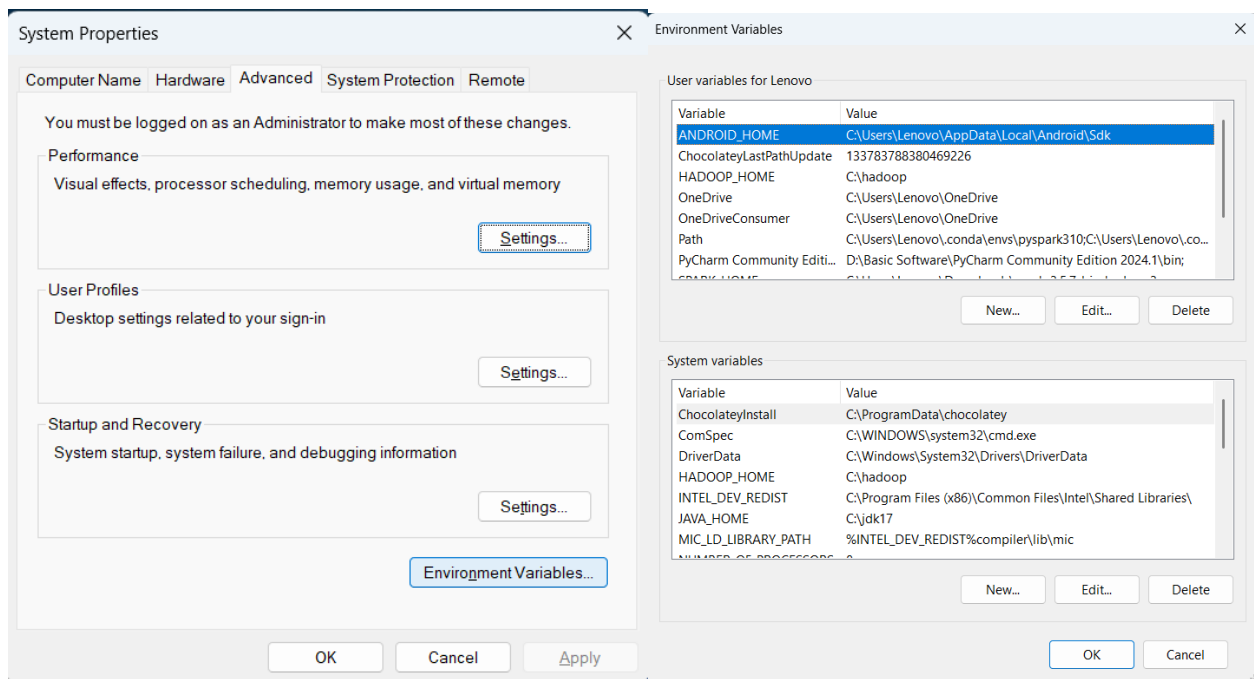 System Properties
Computer Name Hardware Advanced System Protection Remote
You must be logged on as an Administrator to make most of these changes.
Performance
Visual effects, processor scheduling, memory usage, and virtual memory
Settings...
User Profiles
Desktop settings related to your sign-in
Settings...
Startup and Recovery
System startup, system failure, and debugging information
Settings...
Environment Variables...
OK Cancel Apply
Environment Variables
User variables for Lenovo
Variable Value
ANDROID_HOME C:\Users\Lenovo\AppData\Local\Android\Sdk
ChocolateyLastPathUpdate 133783788380469226
HADOOP_HOME C:\hadoop
OneDrive C:\Users\Lenovo\OneDrive
OneDriveConsumer C:\Users\Lenovo\OneDrive
Path C:\Users\Lenovo\.conda\envs\pyspark310;C:\Users\Lenovo\.co...
PyCharm Community Editi... D:\Basic Software\PyCharm Community Edition 2024.1\bin;
New... Edit... Delete
System variables
Variable Value
ChocolateyInstall C:\ProgramData\chocolatey
ComSpec C:\WINDOWS\system32\cmd.exe
DriverData C:\Windows\System32\Drivers\DriverData
HADOOP_HOME C:\hadoop
INTEL_DEV_REDIST C:\Program Files (x86)\Common Files\Intel\Shared Libraries\
JAVA_HOME C:\jdk17
MIC_LD_LIBRARY_PATH %INTEL_DEV_REDIST%compiler\lib\mic
New... Edit... Delete
OK Cancel